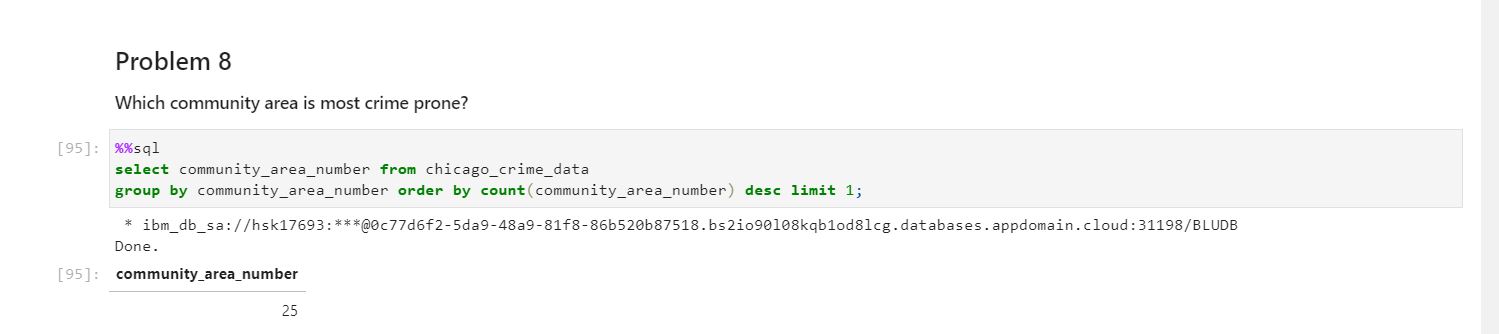 Problem 8
Which community area is most crime prone?
[95]: %%sql
select community_area_number from chicago_crime_data
group by community_area_number order by count(community_area_number) desc limit 1;
* ibm_db_sa://hsk17693:***@0c77d6f2-5da9-48a9-81f8-86b520b87518.bs2io90l08kqb1od8lcg.databases.appdomain.cloud:31198/BLUDB
Done.
[95]: community_area_number
25